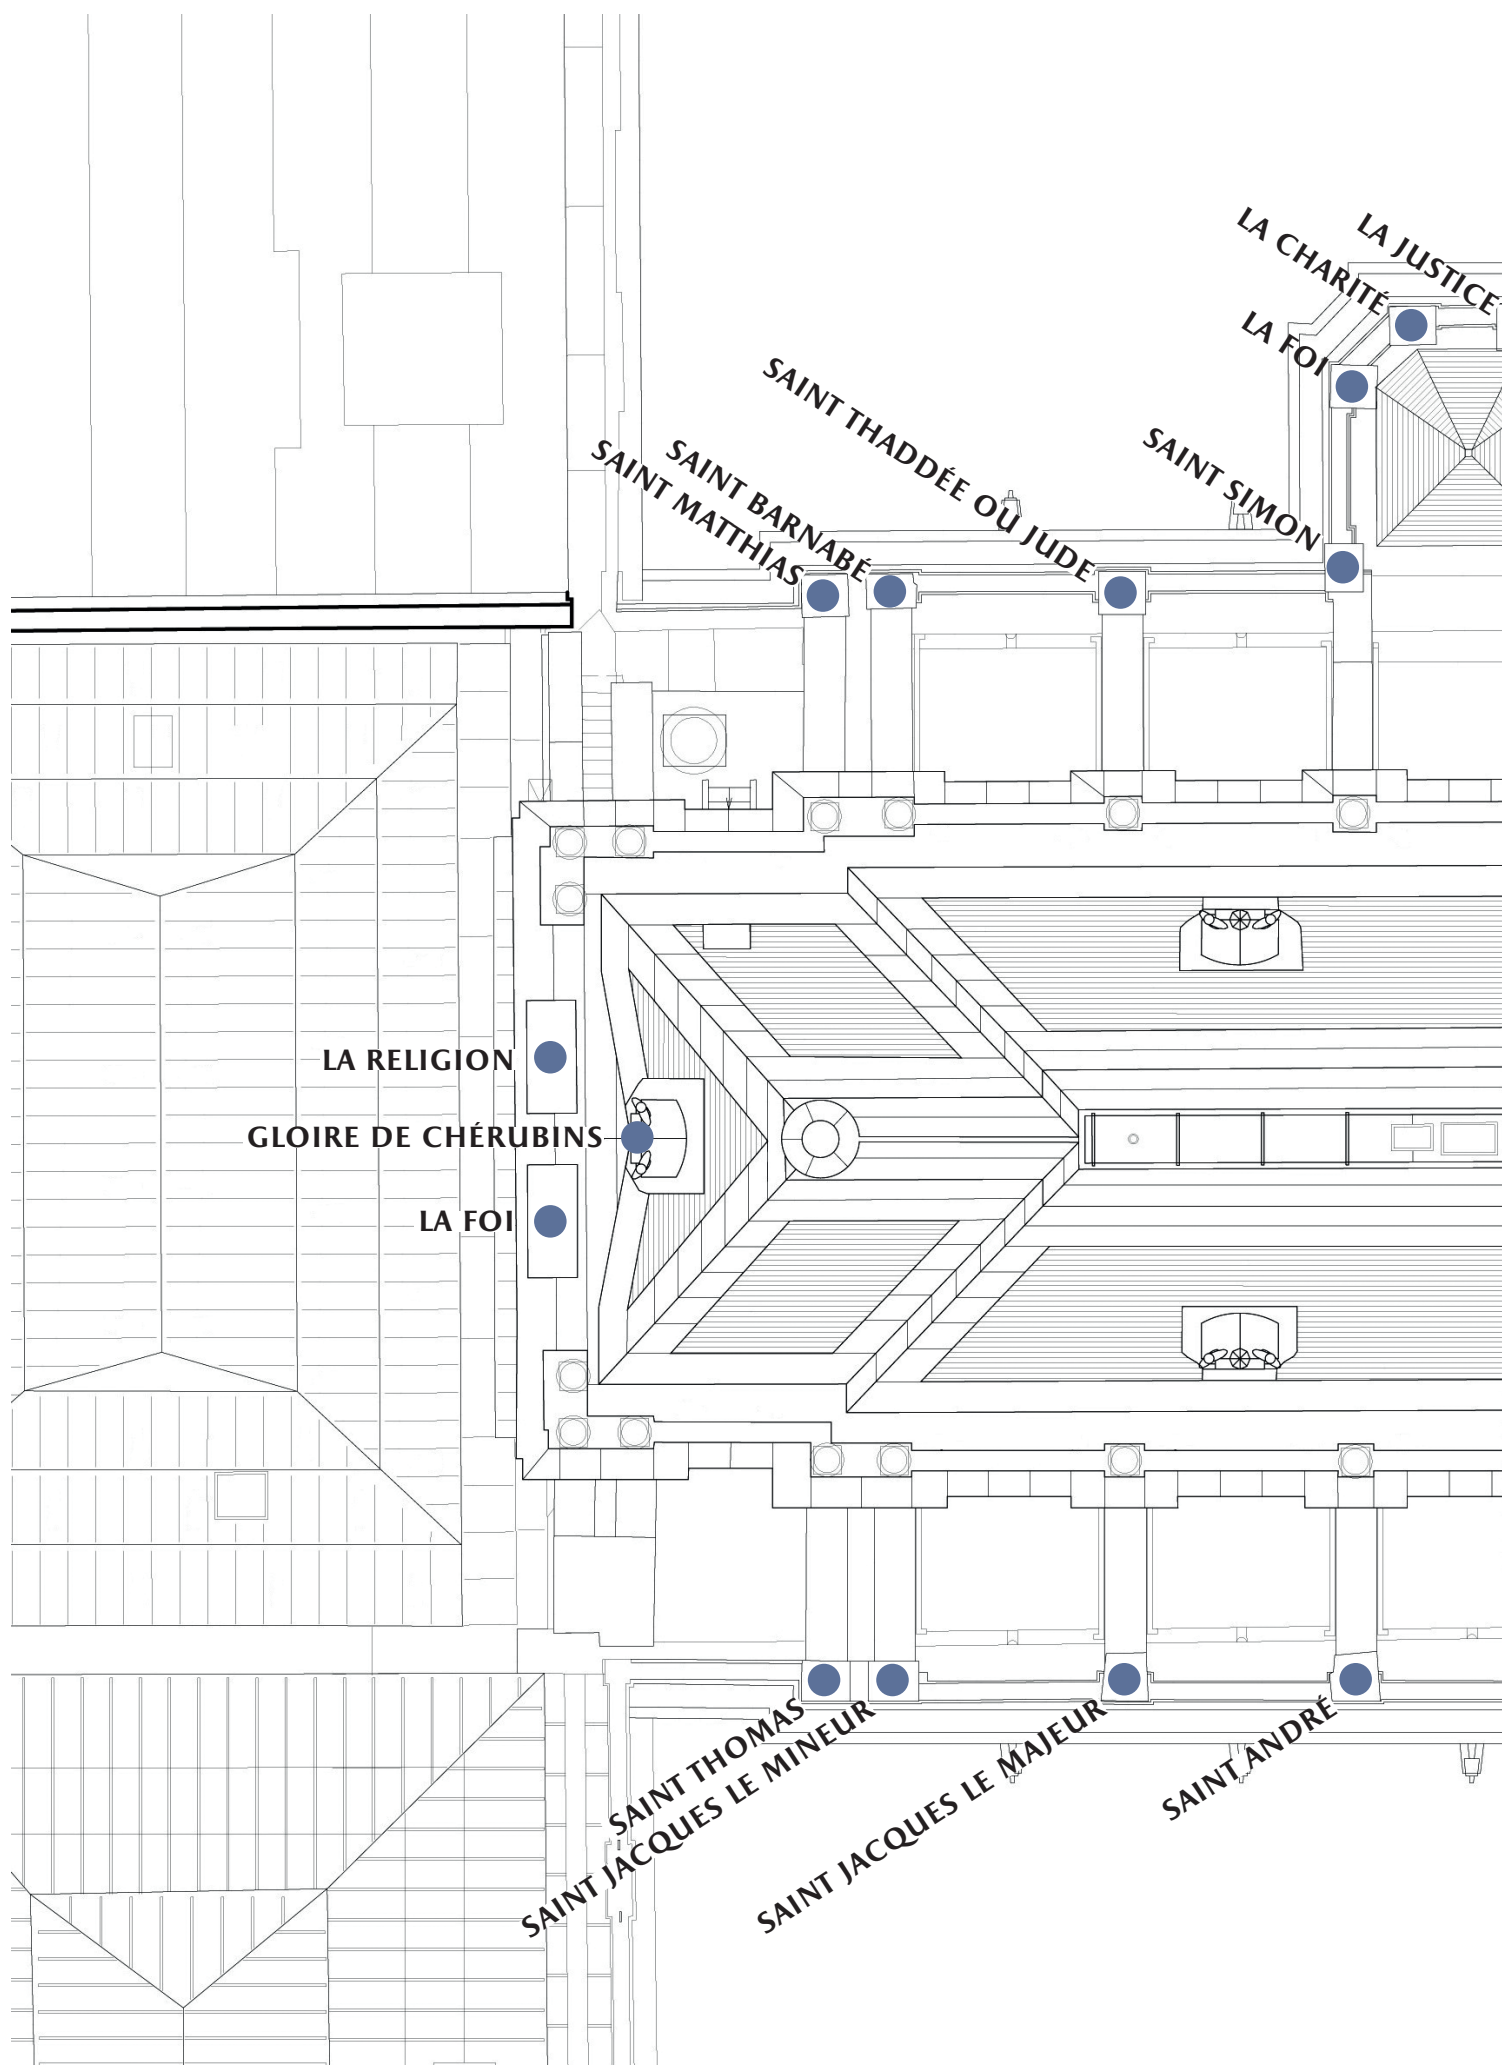 LA JUSTICE
LA CHARITÉ
LA FOI
SAINT SIMON
SAINT THADDÉE OU JUDE
SAINT BARNABÉ
SAINT MATTHIAS
LA RELIGION
GLOIRE DE CHÉRUBINS
LA FOI
SAINT THOMAS
SAINT JACQUES LE MINEUR
SAINT JACQUES LE MAJEUR
SAINT ANDRÉ